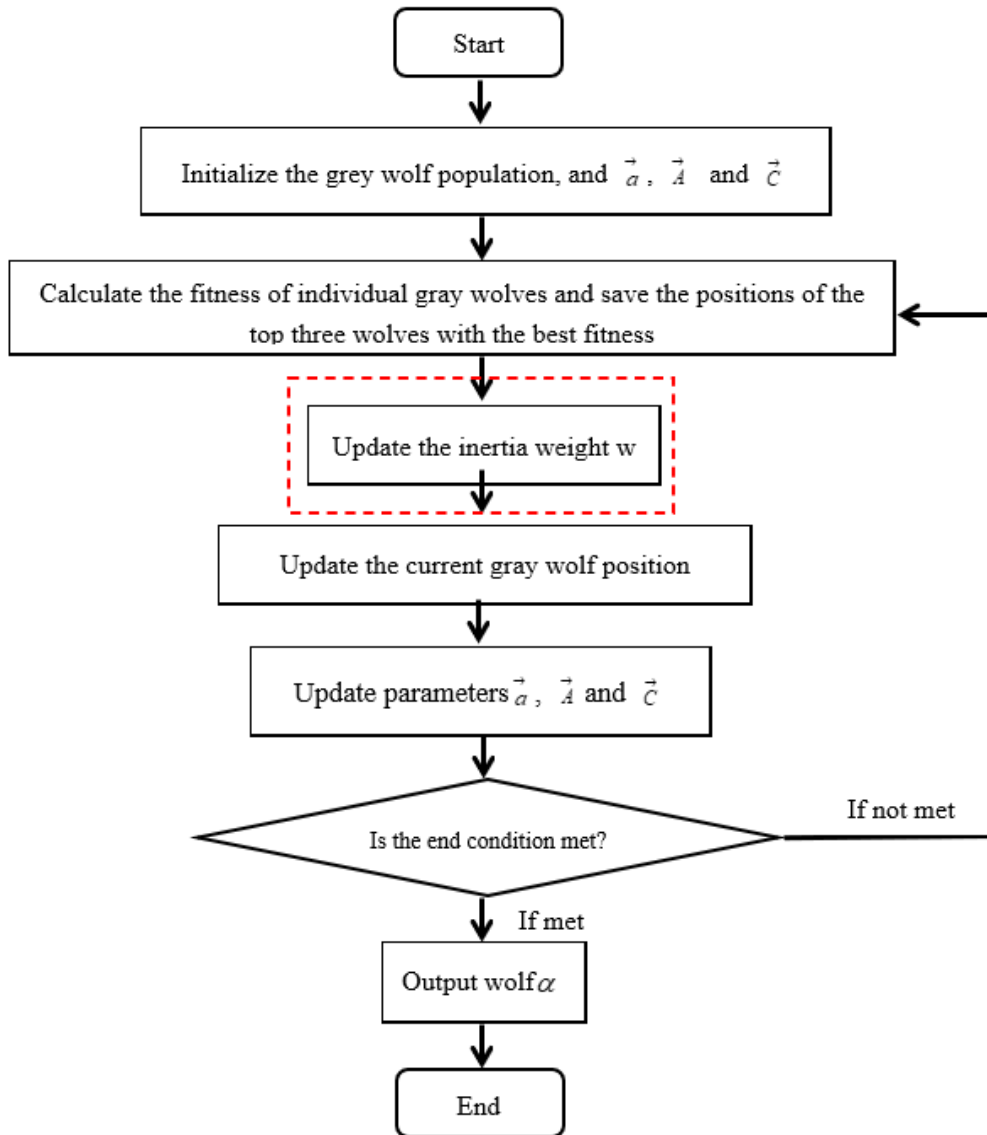 Start
Initialize the grey wolf population, and a⃗ , A⃗ and C⃗
Calculate the fitness of individual gray wolves and save the positions of the
top three wolves with the best fitness
Update the inertia weight w
Update the current gray wolf position
Update parameters a⃗ , A⃗ and C⃗
Is the end condition met?
If not met
If met
Output wolf α
End